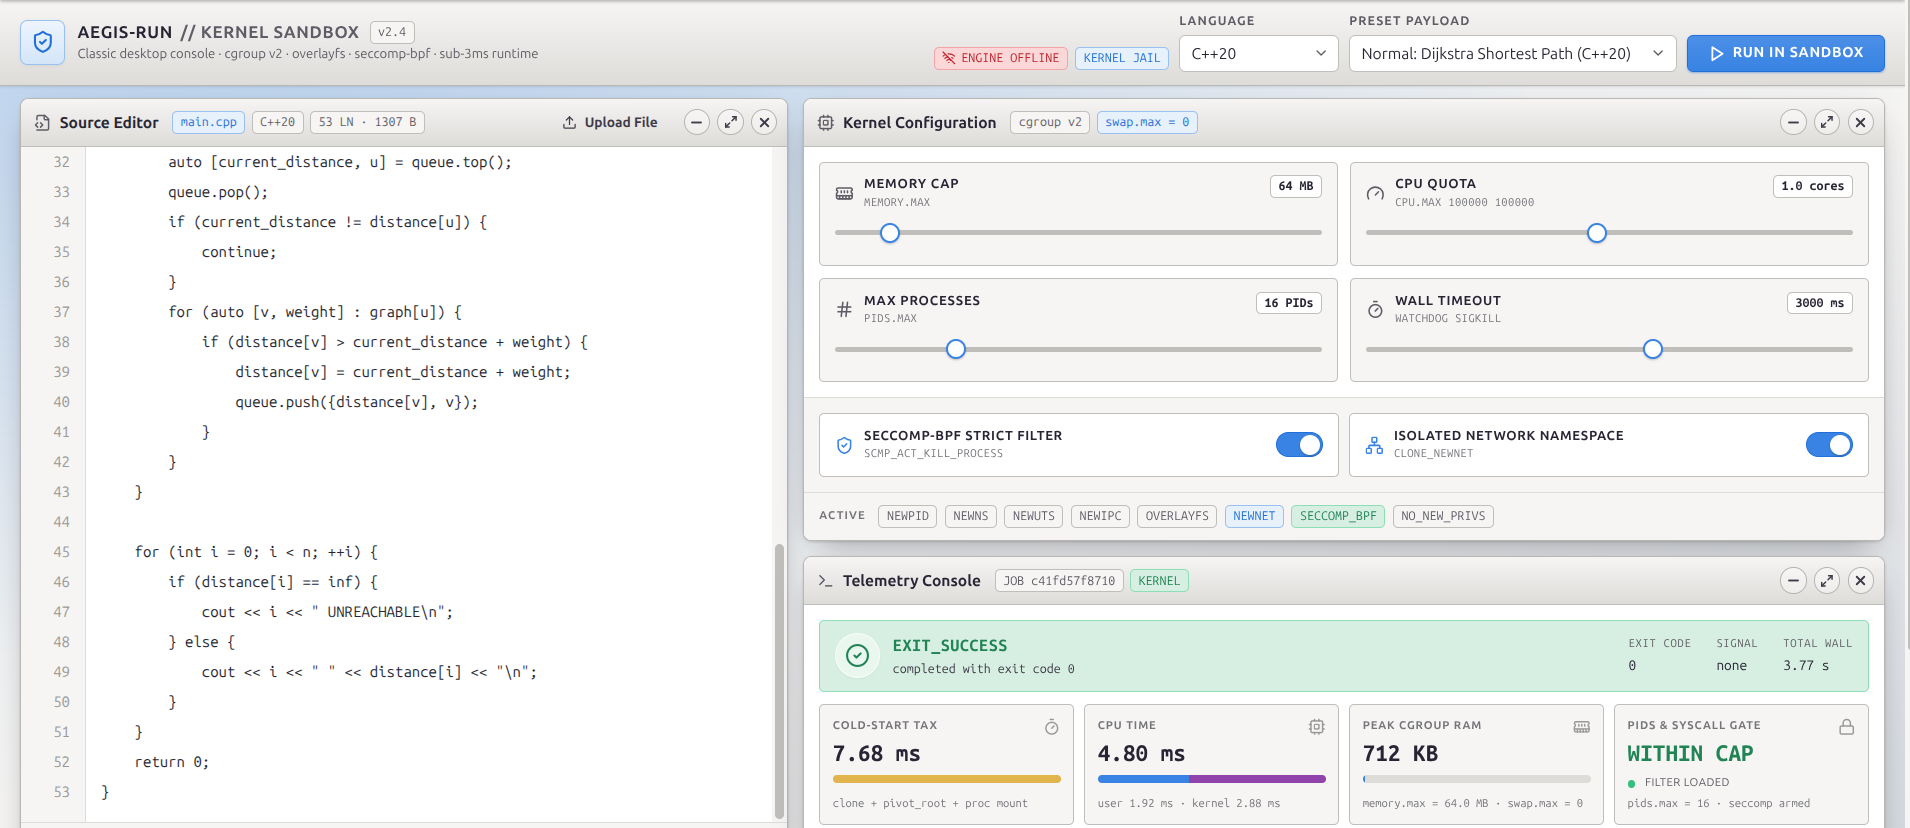 AEGIS-RUN // KERNEL SANDBOX v2.4
Classic desktop console · cgroup v2 · overlayfs · seccomp-bpf · sub-3ms runtime
ENGINE OFFLINE
KERNEL JAIL
LANGUAGE
C++20
PRESET PAYLOAD
Normal: Dijkstra Shortest Path (C++20)
RUN IN SANDBOX
Source Editor main.cpp C++20 53 LN · 1307 B Upload File
32 auto [current_distance, u] = queue.top();
33 queue.pop();
34 if (current_distance != distance[u]) {
35 continue;
36 }
37 for (auto [v, weight] : graph[u]) {
38 if (distance[v] > current_distance + weight) {
39 distance[v] = current_distance + weight;
40 queue.push({distance[v], v});
41 }
42 }
43 }
44
45 for (int i = 0; i < n; ++i) {
46 if (distance[i] == inf) {
47 cout << i << " UNREACHABLE\n";
48 } else {
49 cout << i << " " << distance[i] << "\n";
50 }
51 }
52 return 0;
53 }
Kernel Configuration cgroup v2 swap.max = 0
MEMORY CAP 64 MB
MEMORY.MAX
CPU QUOTA 1.0 cores
CPU.MAX 100000 100000
MAX PROCESSES 16 PIDs
PIDS.MAX
WALL TIMEOUT 3000 ms
WATCHDOG SIGKILL
SECCOMP-BPF STRICT FILTER
SCMP_ACT_KILL_PROCESS
ISOLATED NETWORK NAMESPACE
CLONE_NEWNET
ACTIVE NEWPID NEWNS NEWUTS NEWIPC OVERLAYFS NEWNET SECCOMP_BPF NO_NEW_PRIVS
Telemetry Console JOB c41fd57f8710 KERNEL
EXIT_SUCCESS
completed with exit code 0
EXIT CODE SIGNAL TOTAL WALL
0 none 3.77 s
COLD-START TAX
7.68 ms
clone + pivot_root + proc mount
CPU TIME
4.80 ms
user 1.92 ms · kernel 2.88 ms
PEAK CGROUP RAM
712 KB
memory.max = 64.0 MB · swap.max = 0
PIDS & SYSCALL GATE
WITHIN CAP
FILTER LOADED
pids.max = 16 · seccomp armed